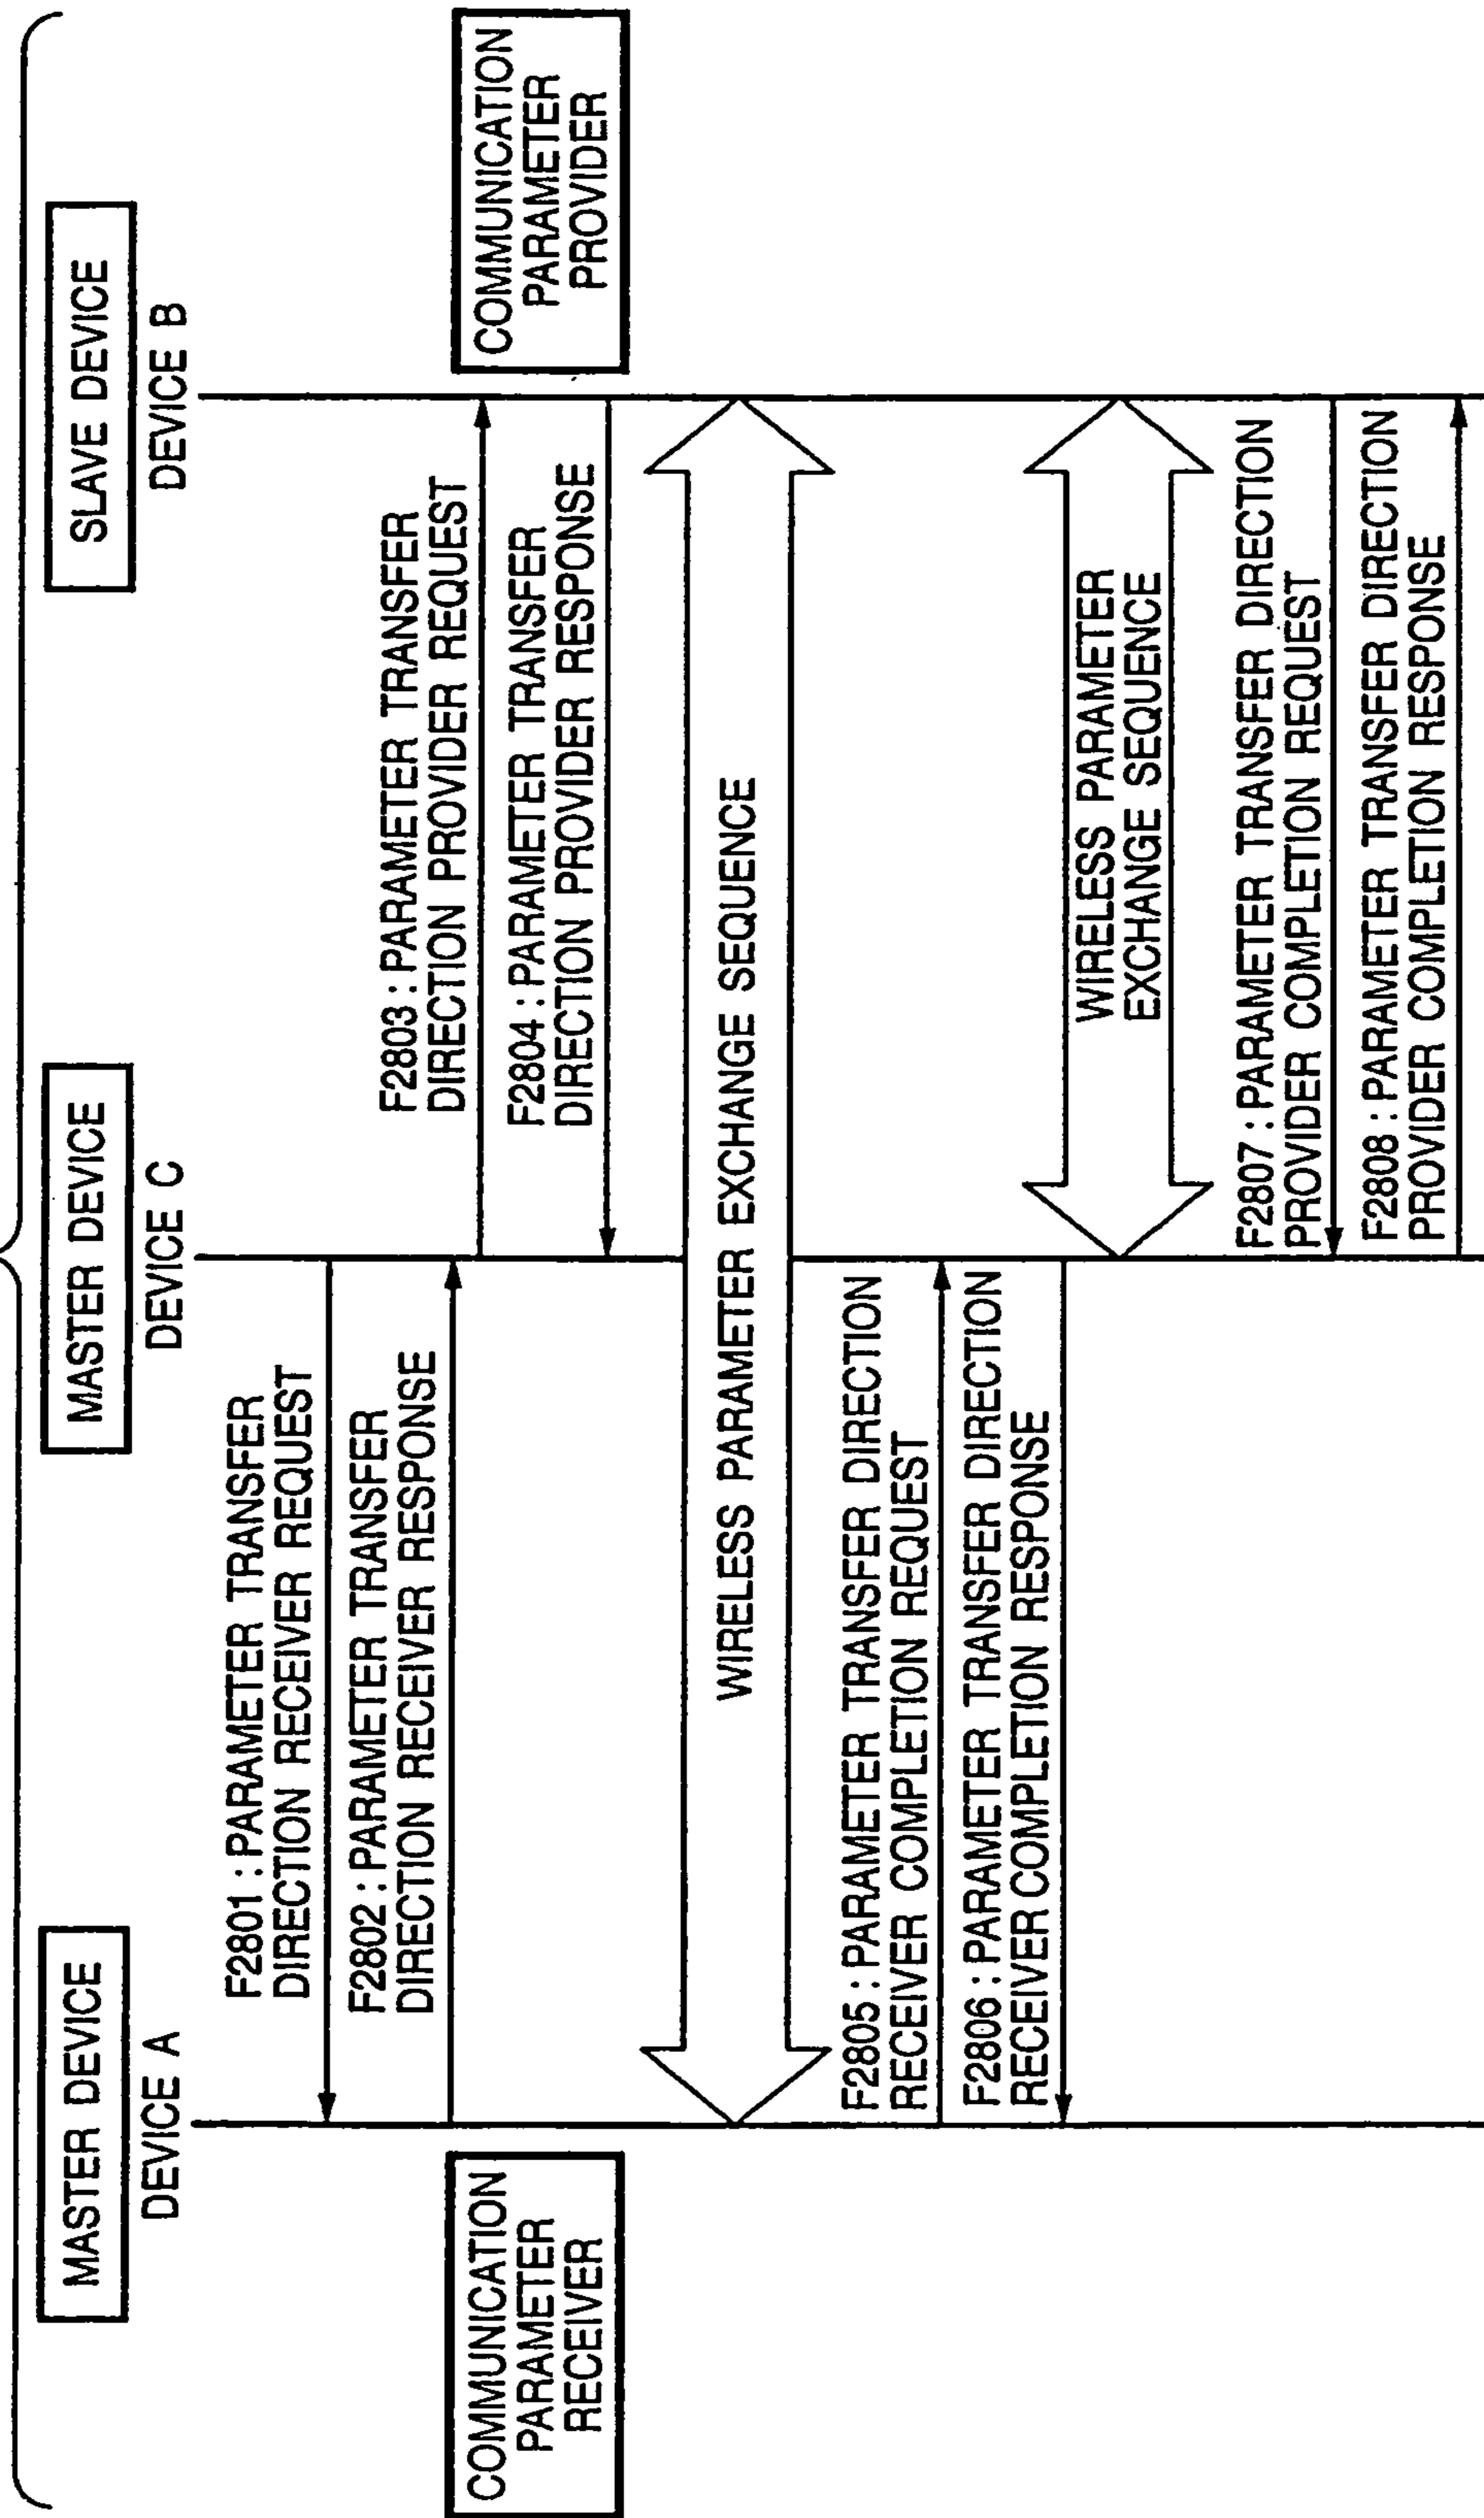 MASTER DEVICE
DEVICE A
MASTER DEVICE
DEVICE C
SLAVE DEVICE
DEVICE B
F2801 : PARAMETER TRANSFER
DIRECTION RECEIVER REQUEST
F2802 : PARAMETER TRANSFER
DIRECTION RECEIVER RESPONSE
F2803 : PARAMETER TRANSFER
DIRECTION PROVIDER REQUEST
F2804 : PARAMETER TRANSFER
DIRECTION PROVIDER RESPONSE
COMMUNICATION
PARAMETER
RECEIVER
COMMUNICATION
PARAMETER
PROVIDER
WIRELESS PARAMETER EXCHANGE SEQUENCE
F2805 : PARAMETER TRANSFER DIRECTION
RECEIVER COMPLETION REQUEST
F2806 : PARAMETER TRANSFER DIRECTION
RECEIVER COMPLETION RESPONSE
WIRELESS PARAMETER
EXCHANGE SEQUENCE
F2807 : PARAMETER TRANSFER DIRECTION
PROVIDER COMPLETION REQUEST
F2808 : PARAMETER TRANSFER DIRECTION
PROVIDER COMPLETION RESPONSE